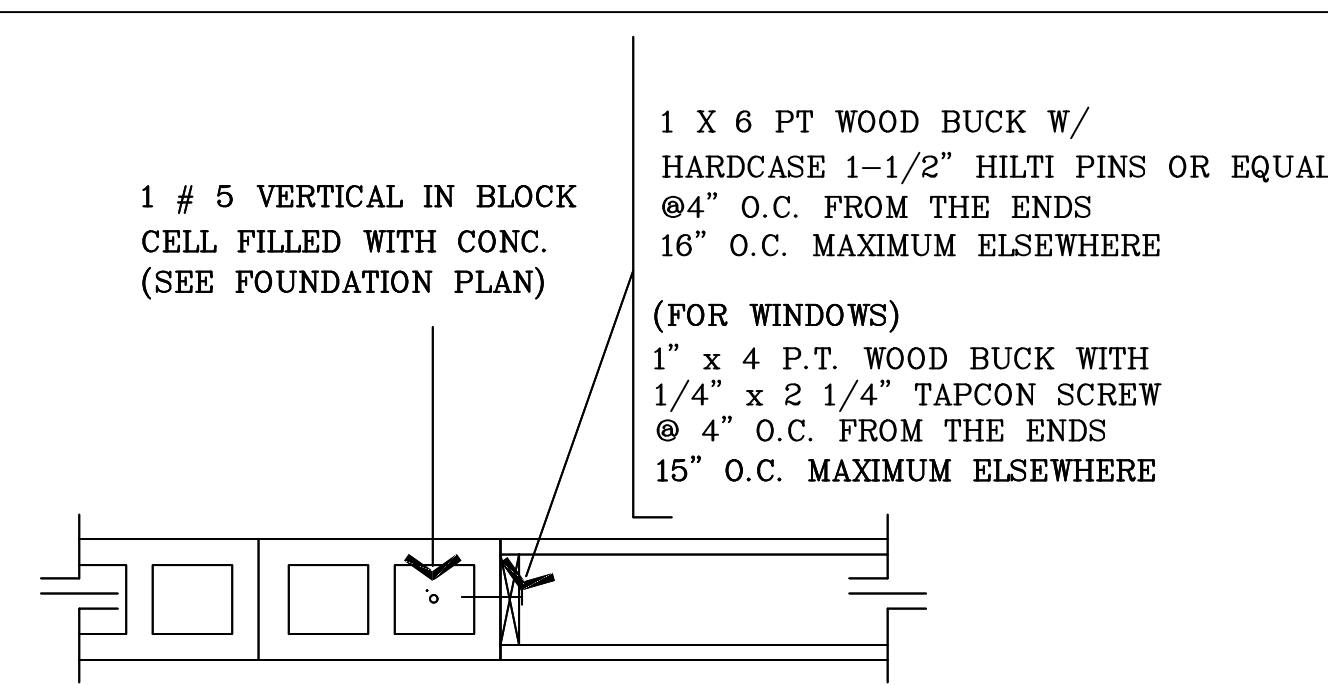 1 # 5 VERTICAL IN BLOCK
CELL FILLED WITH CONC.
(SEE FOUNDATION PLAN)
1 X 6 PT WOOD BUCK W/
HARDCASE 1-1/2" HILTI PINS OR EQUAL
@4" O.C. FROM THE ENDS
16" O.C. MAXIMUM ELSEWHERE
(FOR WINDOWS)
1" x 4 P.T. WOOD BUCK WITH
1/4" x 2 1/4" TAPCON SCREW
@ 4" O.C. FROM THE ENDS
15" O.C. MAXIMUM ELSEWHERE